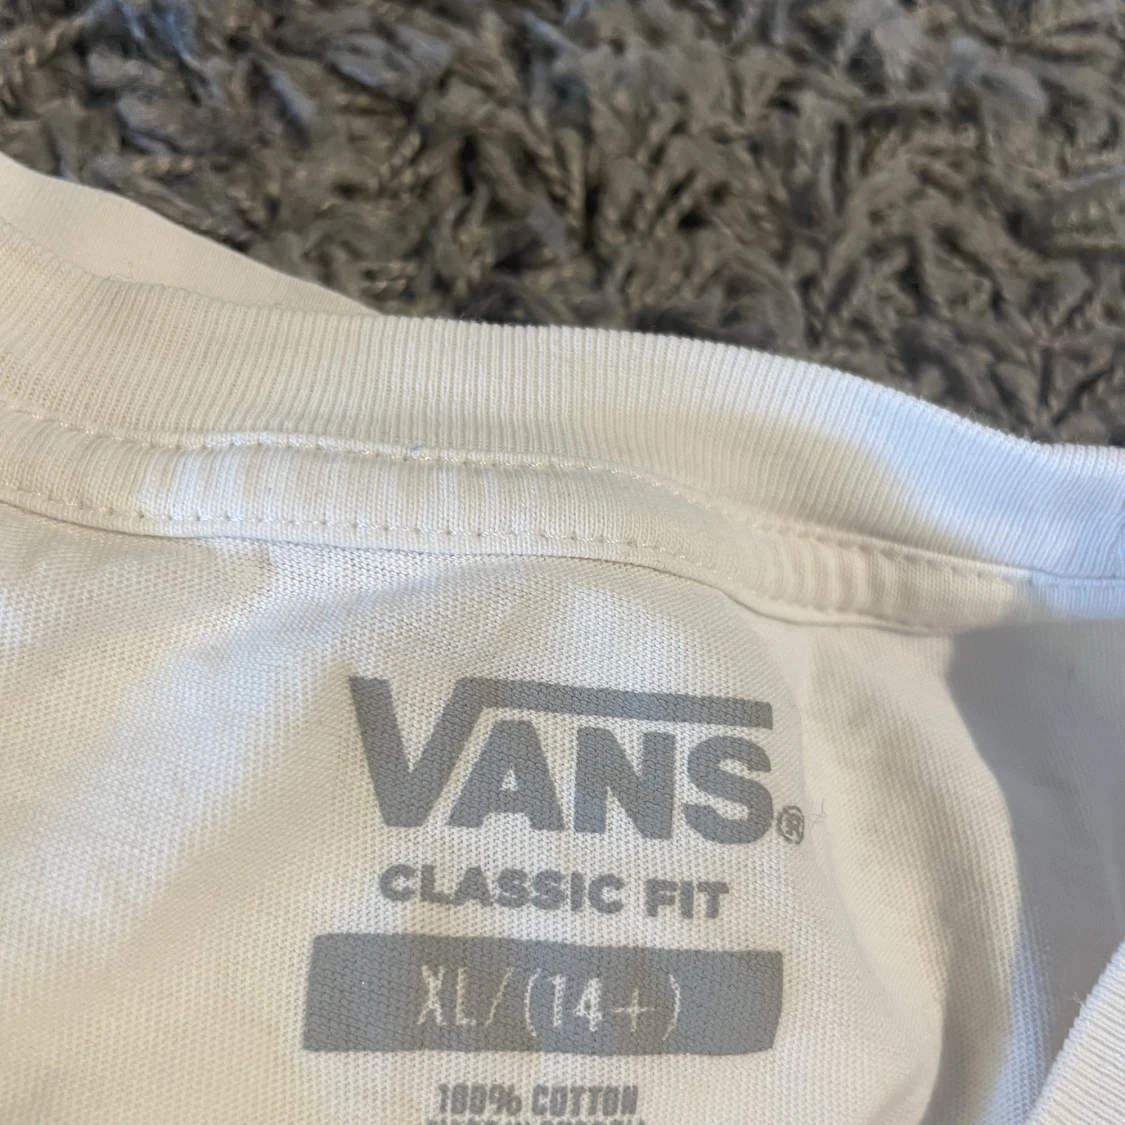 VANS®
CLASSIC FIT
XL/(14+)
100% COTTON